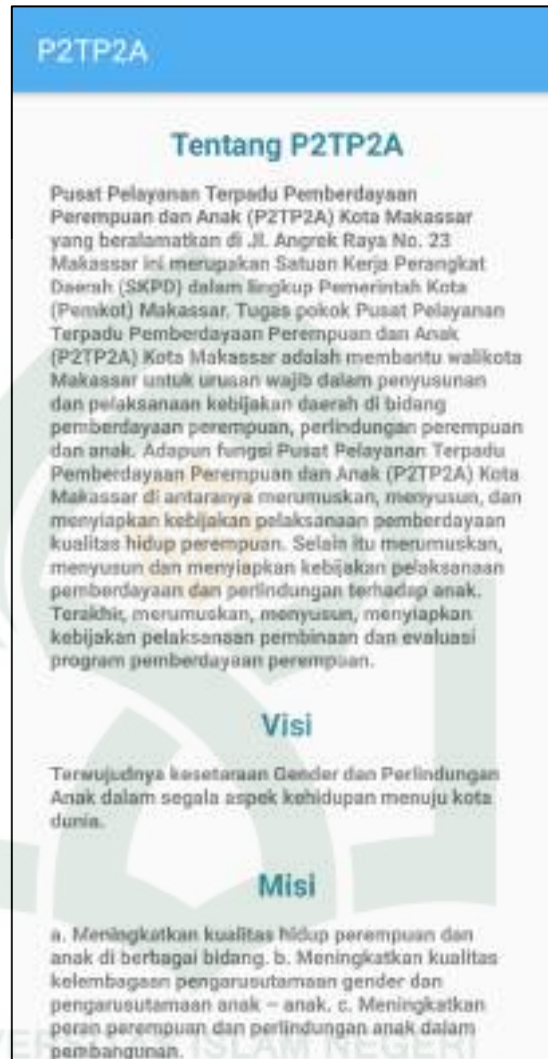 P2TP2A
Tentang P2TP2A
Pusat Pelayanan Terpadu Pemberdayaan
Perempuan dan Anak (P2TP2A) Kota Makassar
yang beralamatkan di Jl. Angrek Raya No. 23
Makassar ini merupakan Satuan Kerja Perangkat
Daerah (SKPD) dalam lingkup Pemerintah Kota
(Pemkot) Makassar. Tugas pokok Pusat Pelayanan
Terpadu Pemberdayaan Perempuan dan Anak
(P2TP2A) Kota Makassar adalah membantu walikota
Makassar untuk urusan wajib dalam penyusunan
dan pelaksanaan kebijakan daerah di bidang
pemberdayaan perempuan, perlindungan perempuan
dan anak. Adapun fungsi Pusat Pelayanan Terpadu
Pemberdayaan Perempuan dan Anak (P2TP2A) Kota
Makassar di antaranya merumuskan, menyusun, dan
menyiapkan kebijakan pelaksanaan pemberdayaan
kualitas hidup perempuan. Selain itu merumuskan,
menyusun dan menyiapkan kebijakan pelaksanaan
pemberdayaan dan perlindungan terhadap anak.
Terakhir, merumuskan, menyusun, menyiapkan
kebijakan pelaksanaan pembinaan dan evaluasi
program pemberdayaan perempuan.
Visi
Terwujudnya kesetaraan Gender dan Perlindungan
Anak dalam segala aspek kehidupan menuju kota
dunia.
Misi
a. Meningkatkan kualitas hidup perempuan dan
anak di berbagai bidang. b. Meningkatkan kualitas
kelembagaan pengarusutamaan gender dan
pengarusutamaan anak – anak. c. Meningkatkan
peran perempuan dan perlindungan anak dalam
pembangunan.
ISLAM NEGERI